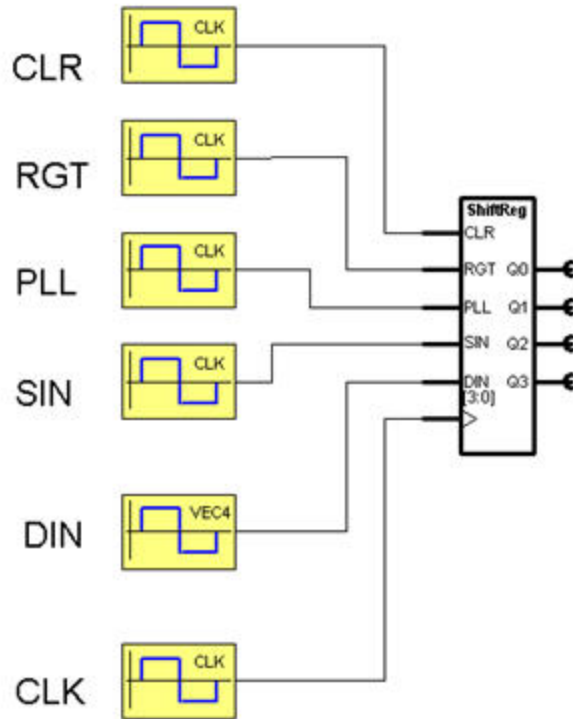 CLR
CLK
RGT
CLK
PLL
CLK
SIN
CLK
DIN
VEC4
CLK
CLK
ShiftReg
CLR
RGT Q0
PLL Q1
SIN Q2
DIN Q3
[3:0]